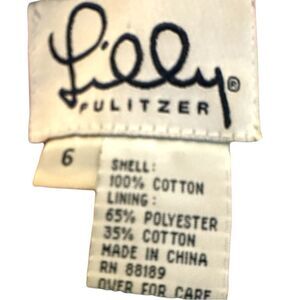 Lilly®
PULITZER
6
SHELL:
100% COTTON
LINING:
65% POLYESTER
35% COTTON
MADE IN CHINA
RN 88189
OVER FOR CARE